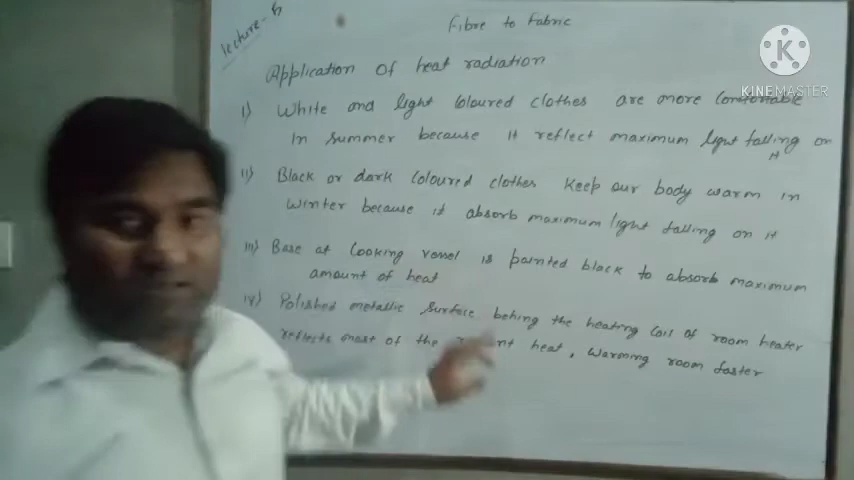 lecture - 5
Fibre to Fabric
Application of heat radiation
K
KINEMASTER
i) White and light coloured clothes are more comfortable
in summer because it reflect maximum light falling on
it
ii) Black or dark coloured clothes keep our body warm in
winter because it absorb maximum light falling on it
iii) Base at cooking vessel is painted black to absorb maximum
amount of heat
iv) Polished metallic surface behing the heating coil of room heater
reflects most of the heat, warming room faster